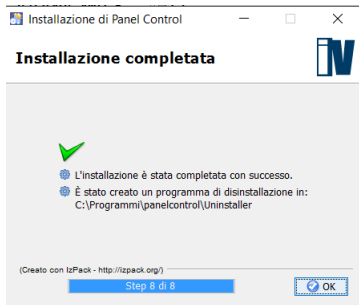 Installazione di Panel Control
Installazione completata
iV
L'installazione è stata completata con successo.
È stato creato un programma di disinstallazione in:
C:\Programmi\panelcontrol\Uninstaller
(Creato con IzPack - http://izpack.org/)
Step 8 di 8
OK